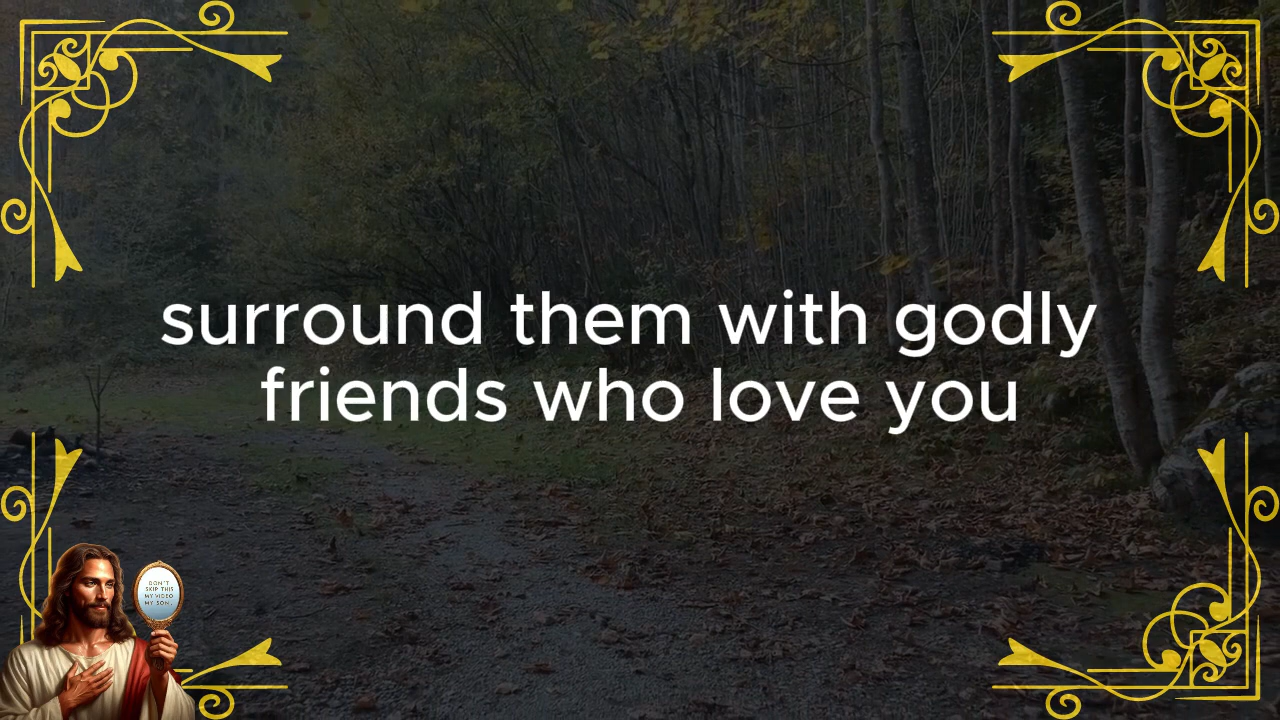 surround them with godly
friends who love you
DON'T
SKIP THIS
MY VIDEO
MY SON.